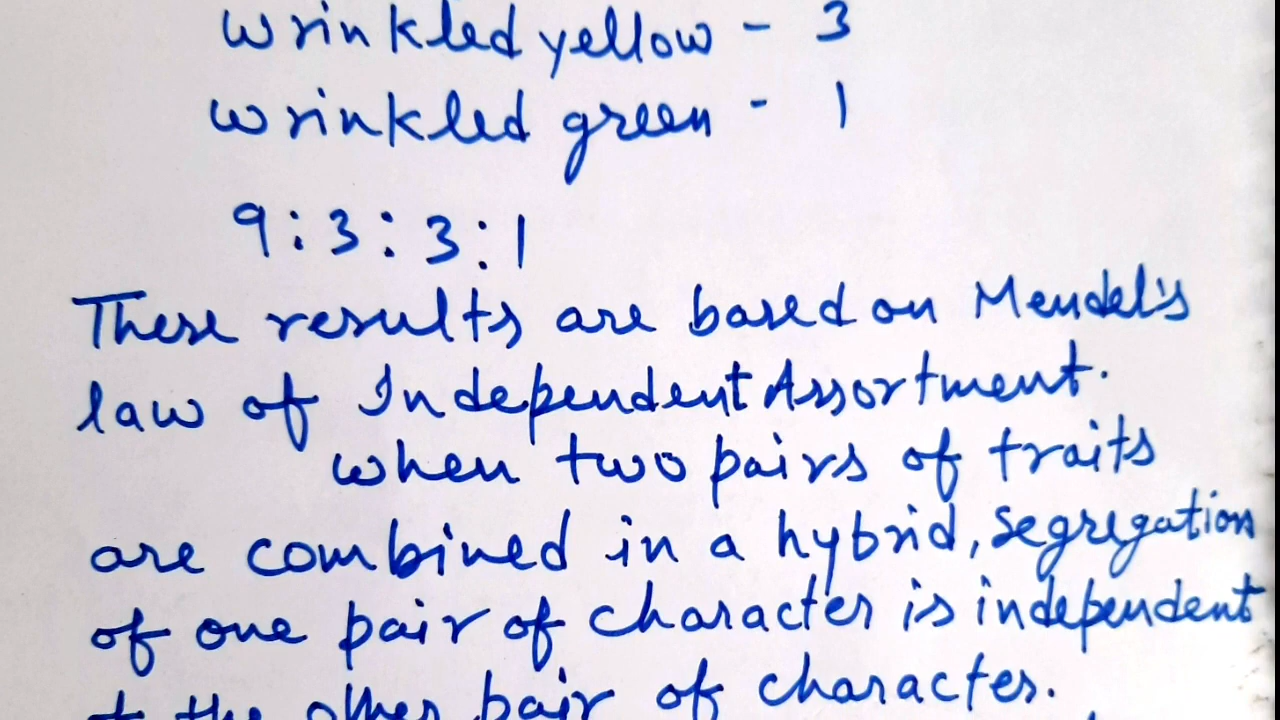 wrinkled yellow - 3
wrinkled green - 1
9:3:3:1
These results are based on Mendel's
law of Independent Assortment.
when two pairs of traits
are combined in a hybrid, segregation
of one pair of character is independent
of the other pair of character.